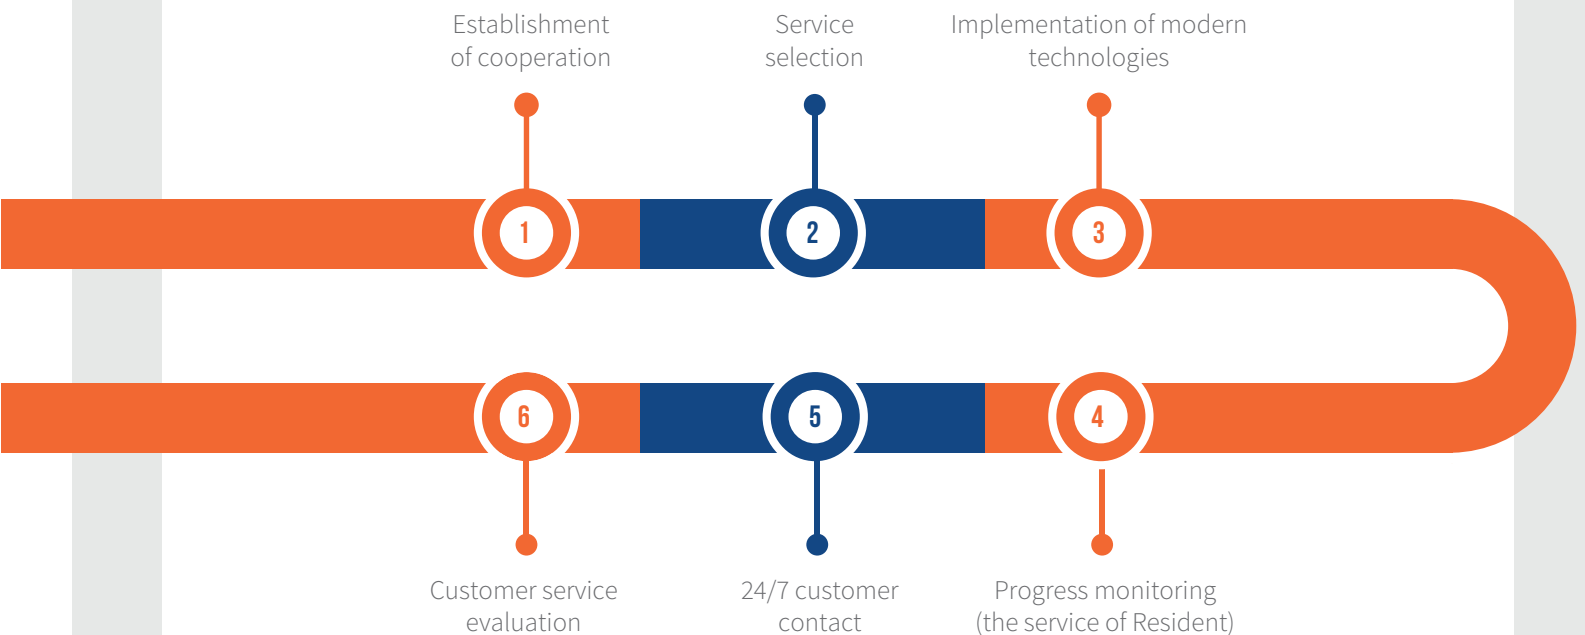 Establishment
of cooperation
Service
selection
Implementation of modern
technologies
1
2
3
6
5
4
Customer service
evaluation
24/7 customer
contact
Progress monitoring
(the service of Resident)